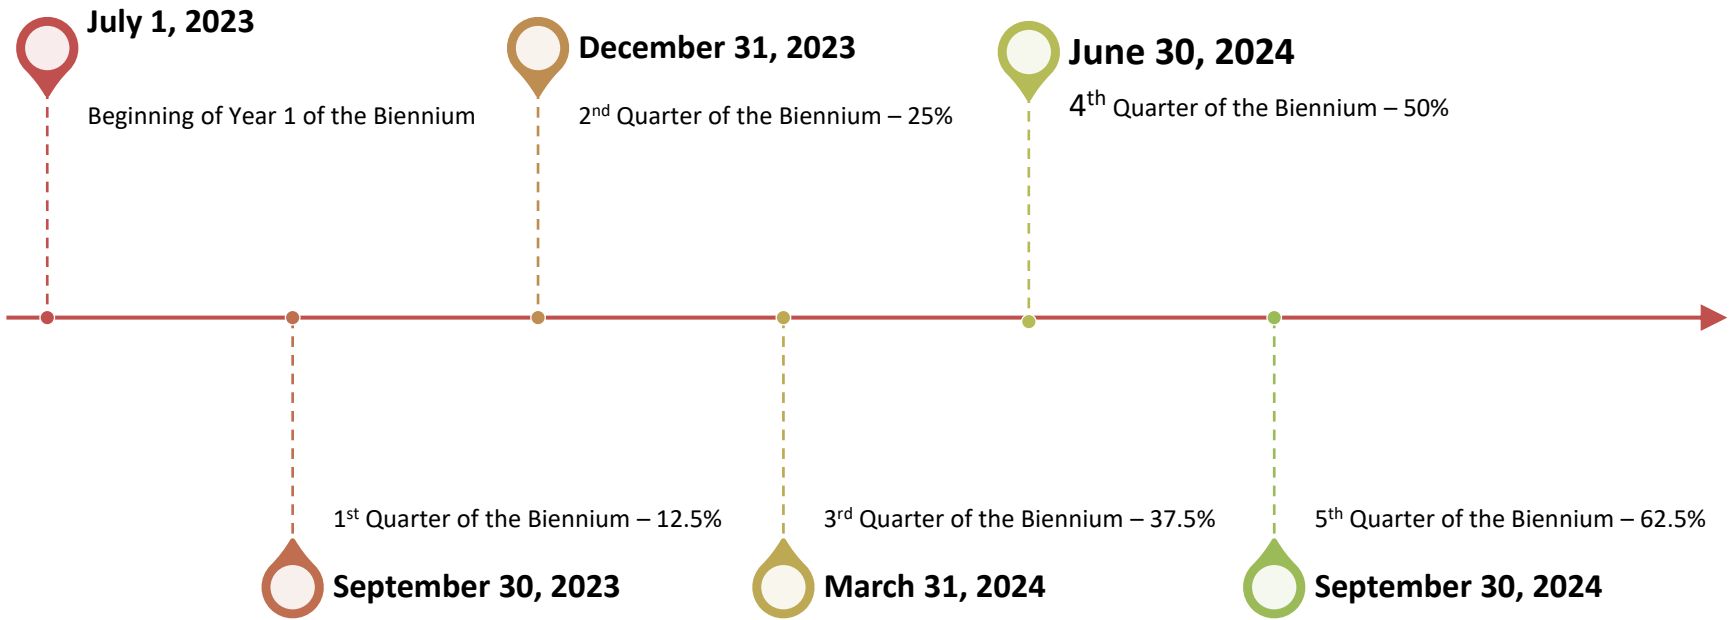 July 1, 2023
Beginning of Year 1 of the Biennium
December 31, 2023
2nd Quarter of the Biennium – 25%
June 30, 2024
4th Quarter of the Biennium – 50%
1st Quarter of the Biennium – 12.5%
September 30, 2023
3rd Quarter of the Biennium – 37.5%
March 31, 2024
5th Quarter of the Biennium – 62.5%
September 30, 2024